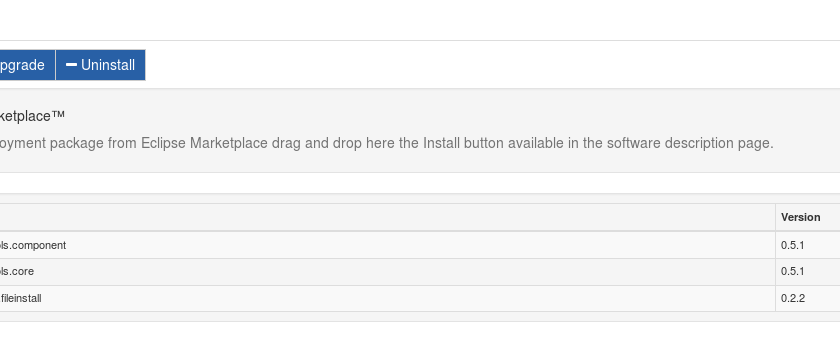 pgrade Uninstall
ketplace™
oyment package from Eclipse Marketplace drag and drop here the Install button available in the software description page.
Version
ols.component 0.5.1
ols.core 0.5.1
fileinstall 0.2.2